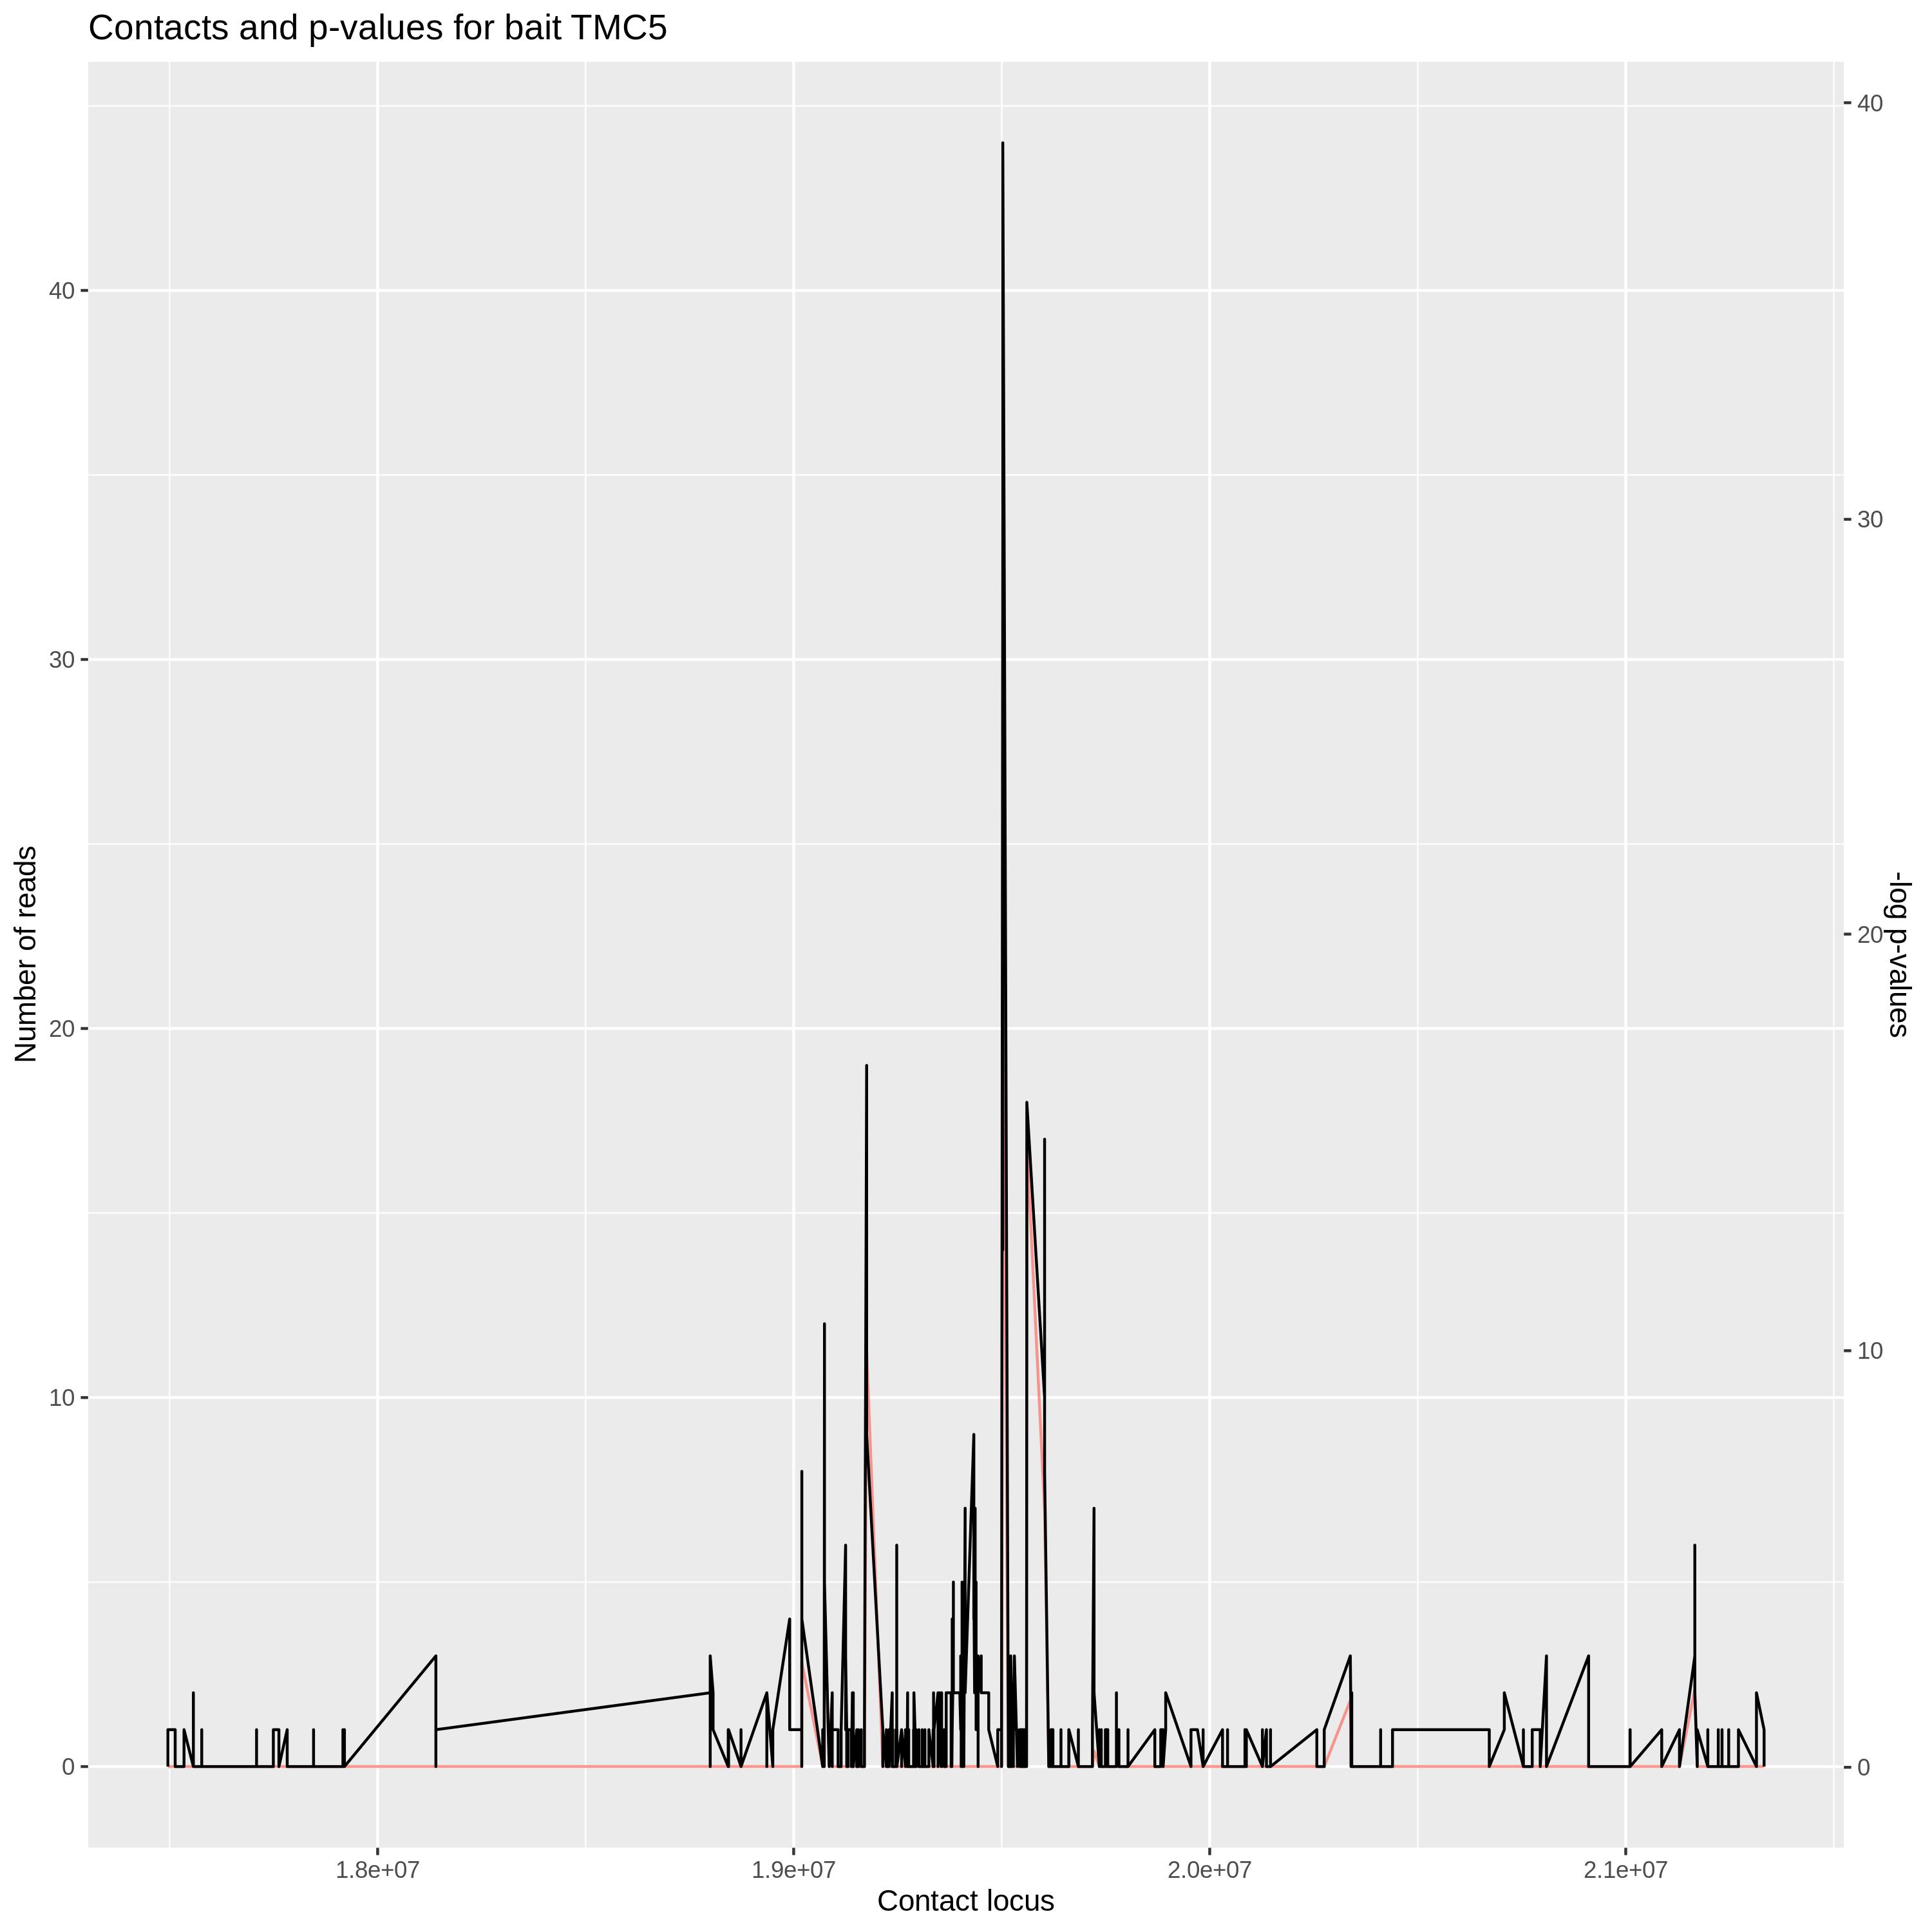 Contacts and p-values for bait TMC5
40
30
20
10
0
Number of reads
40
30
20
10
0
-log p-values
1.8e+07
1.9e+07
2.0e+07
2.1e+07
Contact locus